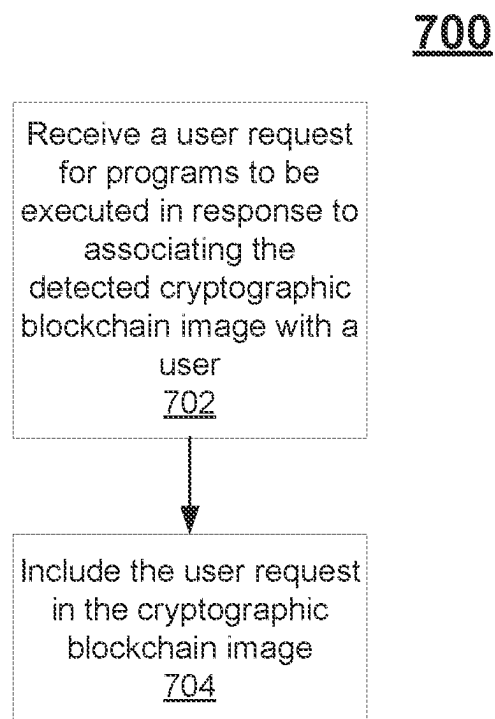 700
Receive a user request
for programs to be
executed in response to
associating the
detected cryptographic
blockchain image with a
user
702
Include the user request
in the cryptographic
blockchain image
704